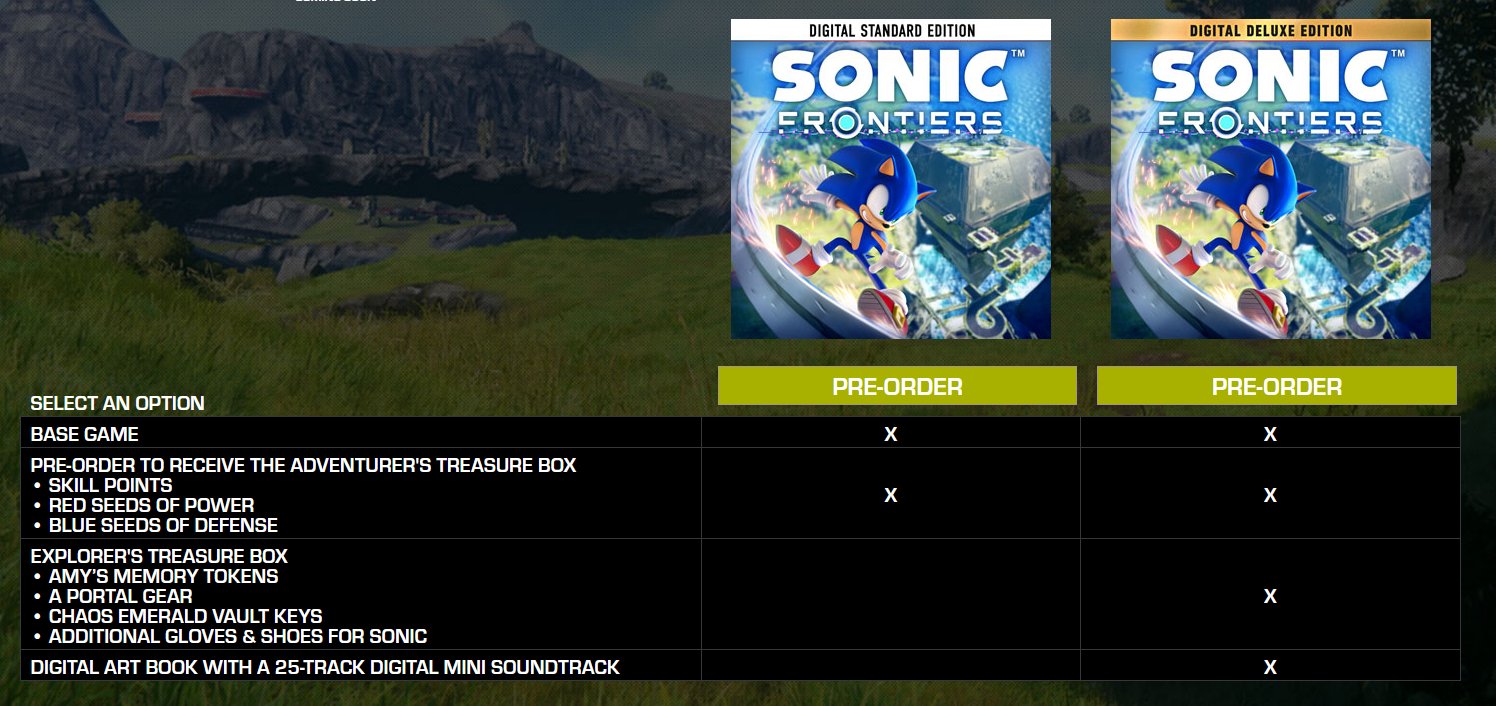 DIGITAL STANDARD EDITION
SONIC™
FRONTIERS
DIGITAL DELUXE EDITION
SONIC™
FRONTIERS
PRE-ORDER
PRE-ORDER
SELECT AN OPTION
BASE GAME X X
PRE-ORDER TO RECEIVE THE ADVENTURER'S TREASURE BOX
• SKILL POINTS
• RED SEEDS OF POWER
• BLUE SEEDS OF DEFENSE
X X
EXPLORER'S TREASURE BOX
• AMY’S MEMORY TOKENS
• A PORTAL GEAR
• CHAOS EMERALD VAULT KEYS
• ADDITIONAL GLOVES & SHOES FOR SONIC
X
DIGITAL ART BOOK WITH A 25-TRACK DIGITAL MINI SOUNDTRACK X